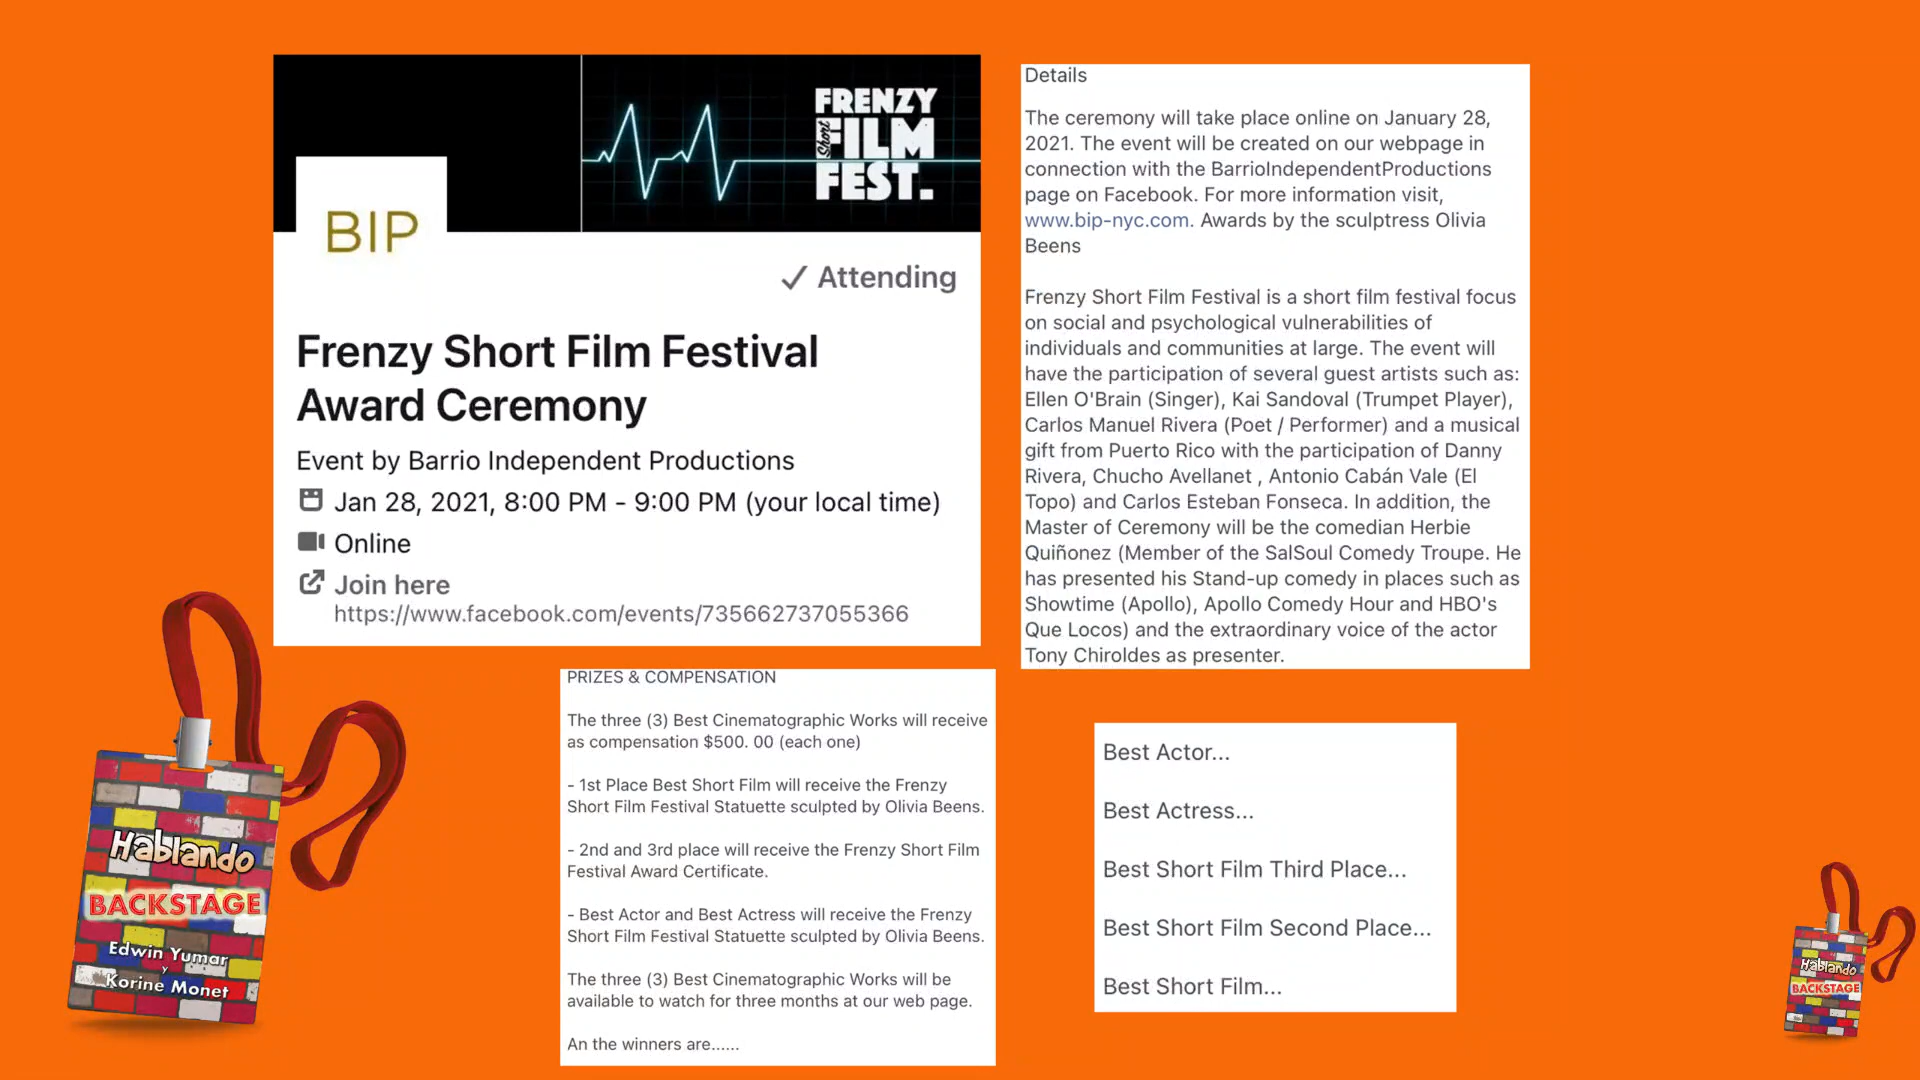 FRENZY
Short
FILM
FEST.
BIP
Attending
Frenzy Short Film Festival
Award Ceremony
Event by Barrio Independent Productions
Jan 28, 2021, 8:00 PM - 9:00 PM (your local time)
Online
Join here
https://www.facebook.com/events/735662737055366
Details
The ceremony will take place online on January 28,
2021. The event will be created on our webpage in
connection with the BarrioIndependentProductions
page on Facebook. For more information visit,
www.bip-nyc.com. Awards by the sculptress Olivia
Beens
Frenzy Short Film Festival is a short film festival focus
on social and psychological vulnerabilities of
individuals and communities at large. The event will
have the participation of several guest artists such as:
Ellen O'Brain (Singer), Kai Sandoval (Trumpet Player),
Carlos Manuel Rivera (Poet / Performer) and a musical
gift from Puerto Rico with the participation of Danny
Rivera, Chucho Avellanet , Antonio Cabán Vale (El
Topo) and Carlos Esteban Fonseca. In addition, the
Master of Ceremony will be the comedian Herbie
Quiñonez (Member of the SalSoul Comedy Troupe. He
has presented his Stand-up comedy in places such as
Showtime (Apollo), Apollo Comedy Hour and HBO's
Que Locos) and the extraordinary voice of the actor
Tony Chiroldes as presenter.
PRIZES & COMPENSATION
The three (3) Best Cinematographic Works will receive
as compensation $500. 00 (each one)
- 1st Place Best Short Film will receive the Frenzy
Short Film Festival Statuette sculpted by Olivia Beens.
- 2nd and 3rd place will receive the Frenzy Short Film
Festival Award Certificate.
- Best Actor and Best Actress will receive the Frenzy
Short Film Festival Statuette sculpted by Olivia Beens.
The three (3) Best Cinematographic Works will be
available to watch for three months at our web page.
An the winners are......
Best Actor...
Best Actress...
Best Short Film Third Place...
Best Short Film Second Place...
Best Short Film...
Hablando
BACKSTAGE
Edwin Yumar
y
Korine Monet
Hablando
BACKSTAGE